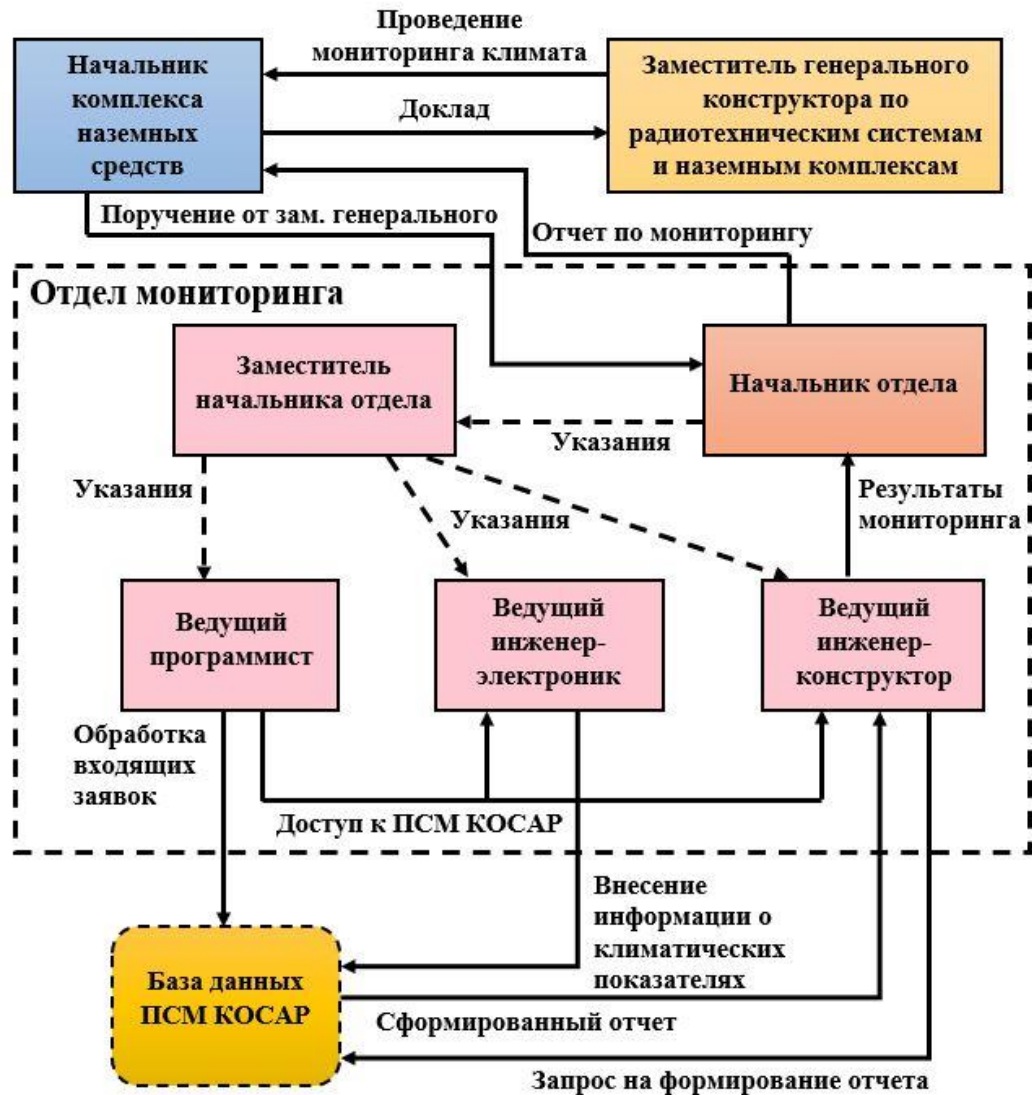 Проведение
мониторинга климата
Начальник
комплекса
наземных
средств
Заместитель генерального
конструктора по
радиотехническим системам
и наземным комплексам
Доклад
Поручение от зам. генерального
Отчет по мониторингу
Отдел мониторинга
Заместитель
начальника отдела
Начальник отдела
Указания
Указания
Указания
Результаты
мониторинга
Ведущий
программист
Ведущий
инженер-
электроник
Ведущий
инженер-
конструктор
Обработка
входящих
заявок
Доступ к ПСМ КОСАР
Внесение
информации о
климатических
показателях
База данных
ПСМ КОСАР
Сформированный отчет
Запрос на формирование отчета